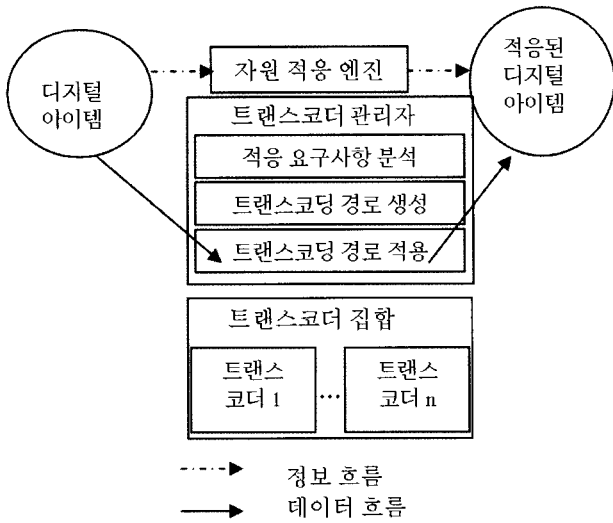 디지털
아이템
자원 적응 엔진
적응된
디지털
아이템
트랜스코더 관리자
적응 요구사항 분석
트랜스코딩 경로 생성
트랜스코딩 경로 적용
트랜스코더 집합
트랜스
코더 1
...
트랜스
코더 n
정보 흐름
데이터 흐름